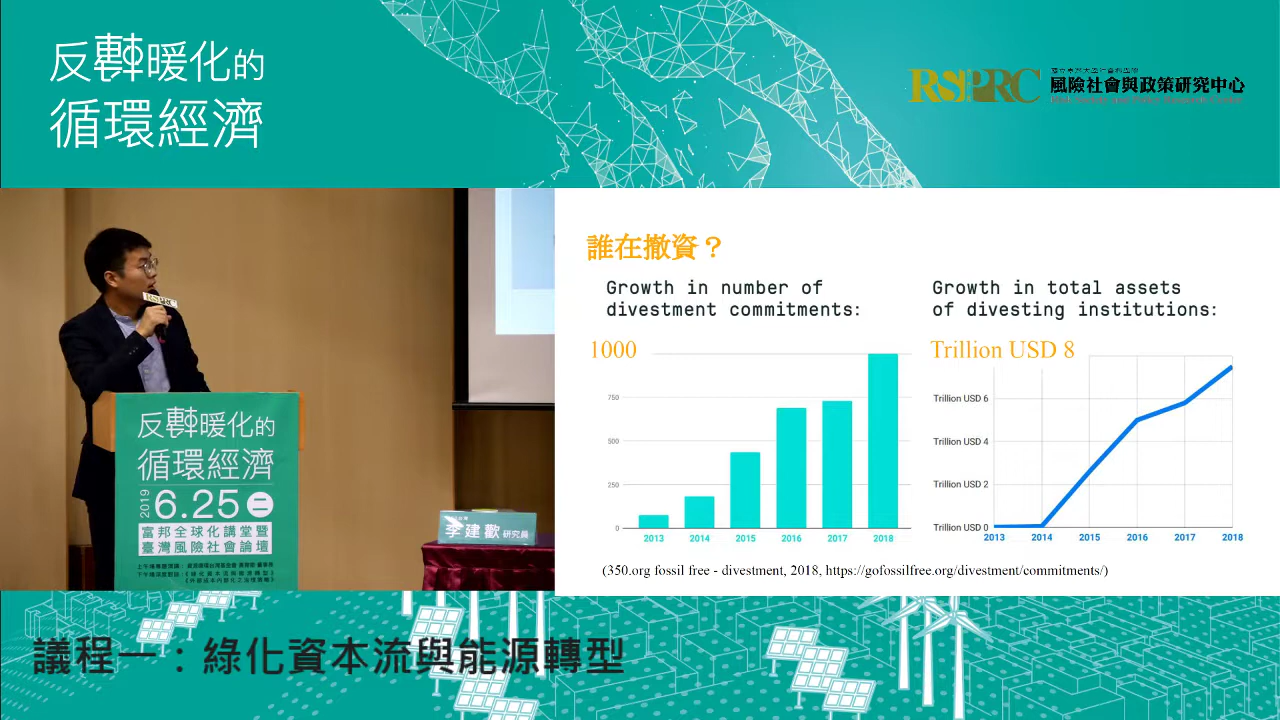 反轉暖化的
循環經濟
RSPRC
風險社會與政策研究中心
誰在撤資？
Growth in number of
divestment commitments:
1000
750
500
250
0
2013 2014 2015 2016 2017 2018
Growth in total assets
of divesting institutions:
Trillion USD 8
Trillion USD 6
Trillion USD 4
Trillion USD 2
Trillion USD 0
2013 2014 2015 2016 2017 2018
(350.org fossil free - divestment, 2018, https://gofossilfree.org/divestment/commitments/)
RSPRC
反轉暖化的
循環經濟
2019 6.25 二
富邦全球化講堂暨
臺灣風險社會論壇
李建歡 研究員
議程一：綠化資本流與能源轉型